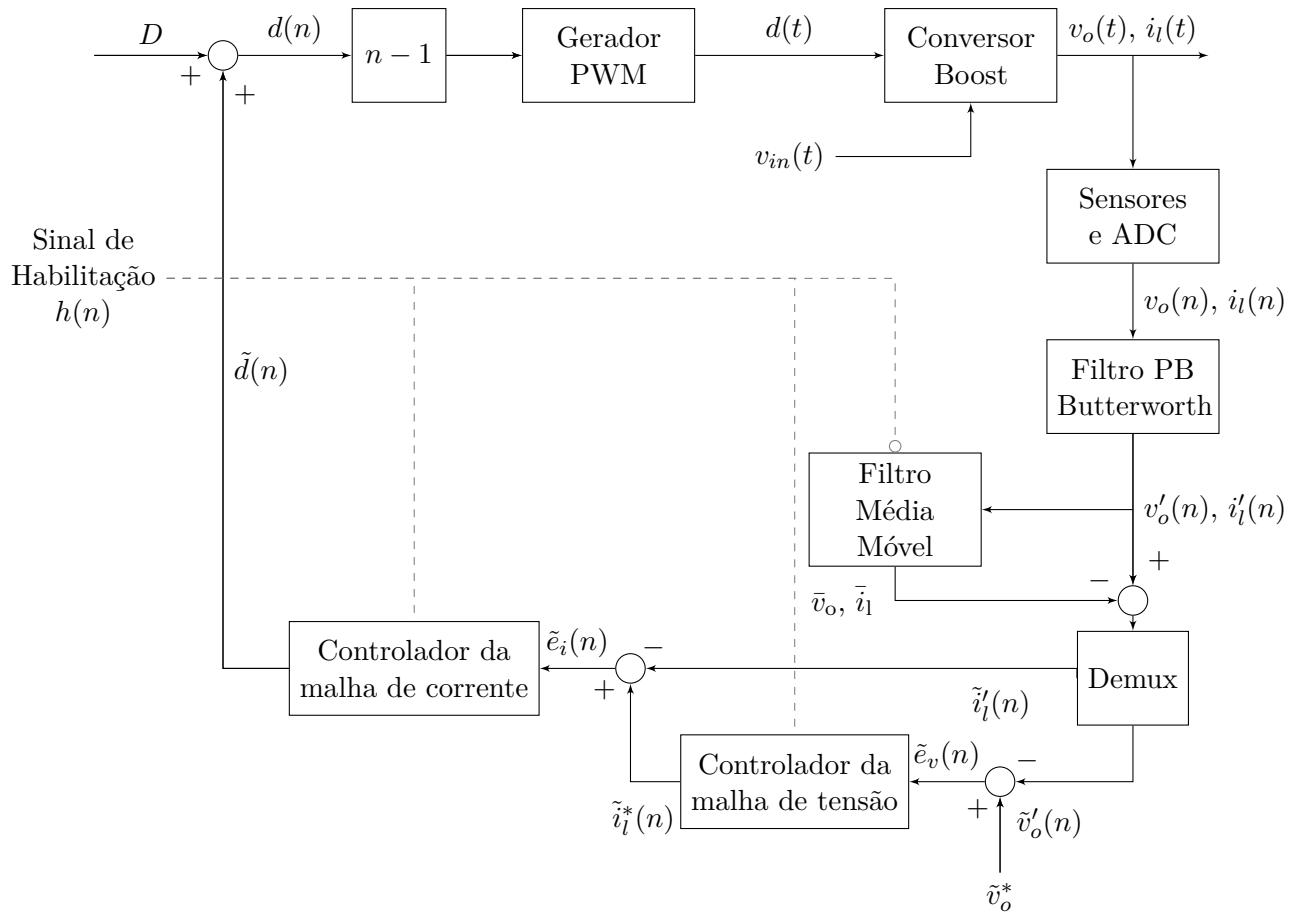 D
+
+
d(n)
n − 1
Gerador
PWM
d(t)
Conversor
Boost
v_o(t), i_l(t)
v_{in}(t)
Sensores
e ADC
Sinal de
Habilitação
h(n)
v_o(n), i_l(n)
d̃(n)
Filtro PB
Butterworth
Filtro
Média
Móvel
v'_o(n), i'_l(n)
+
−
v̄_o, ī_l
Controlador da
malha de corrente
ẽ_i(n)
−
+
Demux
ĩ'_l(n)
Controlador da
malha de tensão
ẽ_v(n)
−
+
ĩ*_l(n)
ṽ'_o(n)
ṽ*_o